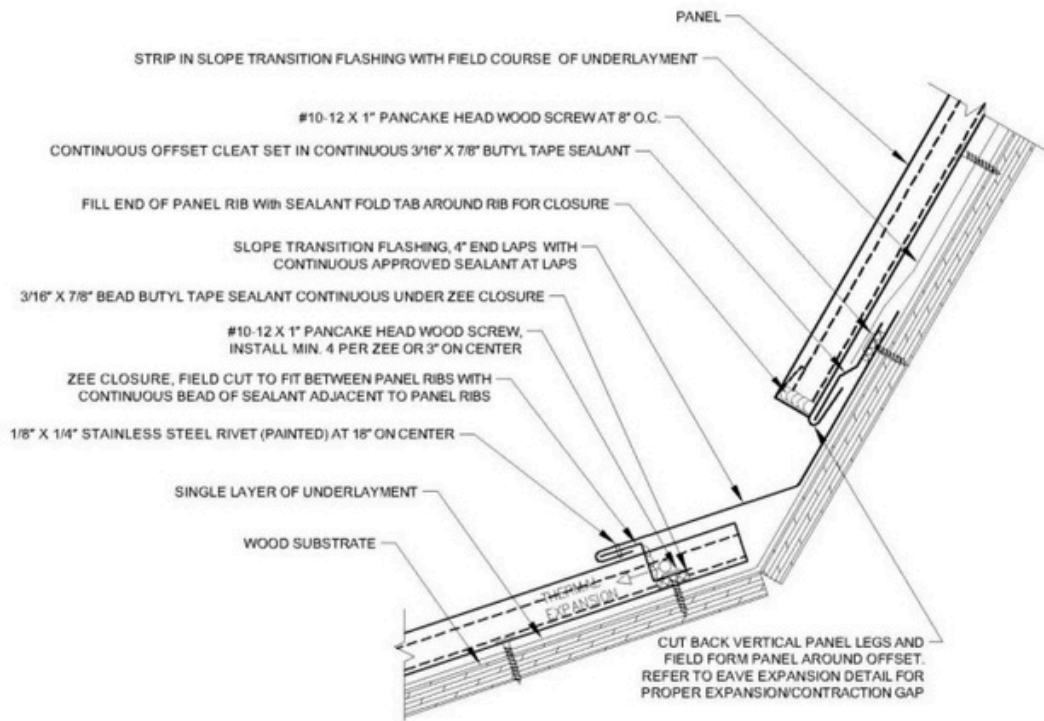 PANEL
STRIP IN SLOPE TRANSITION FLASHING WITH FIELD COURSE OF UNDERLAYMENT
#10-12 X 1" PANCAKE HEAD WOOD SCREW AT 8" O.C.
CONTINUOUS OFFSET CLEAT SET IN CONTINUOUS 3/16" X 7/8" BUTYL TAPE SEALANT
FILL END OF PANEL RIB With SEALANT FOLD TAB AROUND RIB FOR CLOSURE
SLOPE TRANSITION FLASHING, 4" END LAPS WITH
CONTINUOUS APPROVED SEALANT AT LAPS
3/16" X 7/8" BEAD BUTYL TAPE SEALANT CONTINUOUS UNDER ZEE CLOSURE
#10-12 X 1" PANCAKE HEAD WOOD SCREW,
INSTALL MIN. 4 PER ZEE OR 3" ON CENTER
ZEE CLOSURE, FIELD CUT TO FIT BETWEEN PANEL RIBS WITH
CONTINUOUS BEAD OF SEALANT ADJACENT TO PANEL RIBS
1/8" X 1/4" STAINLESS STEEL RIVET (PAINTED) AT 18" ON CENTER
SINGLE LAYER OF UNDERLAYMENT
WOOD SUBSTRATE
THERMAL
EXPANSION
CUT BACK VERTICAL PANEL LEGS AND
FIELD FORM PANEL AROUND OFFSET.
REFER TO EAVE EXPANSION DETAIL FOR
PROPER EXPANSION/CONTRACTION GAP